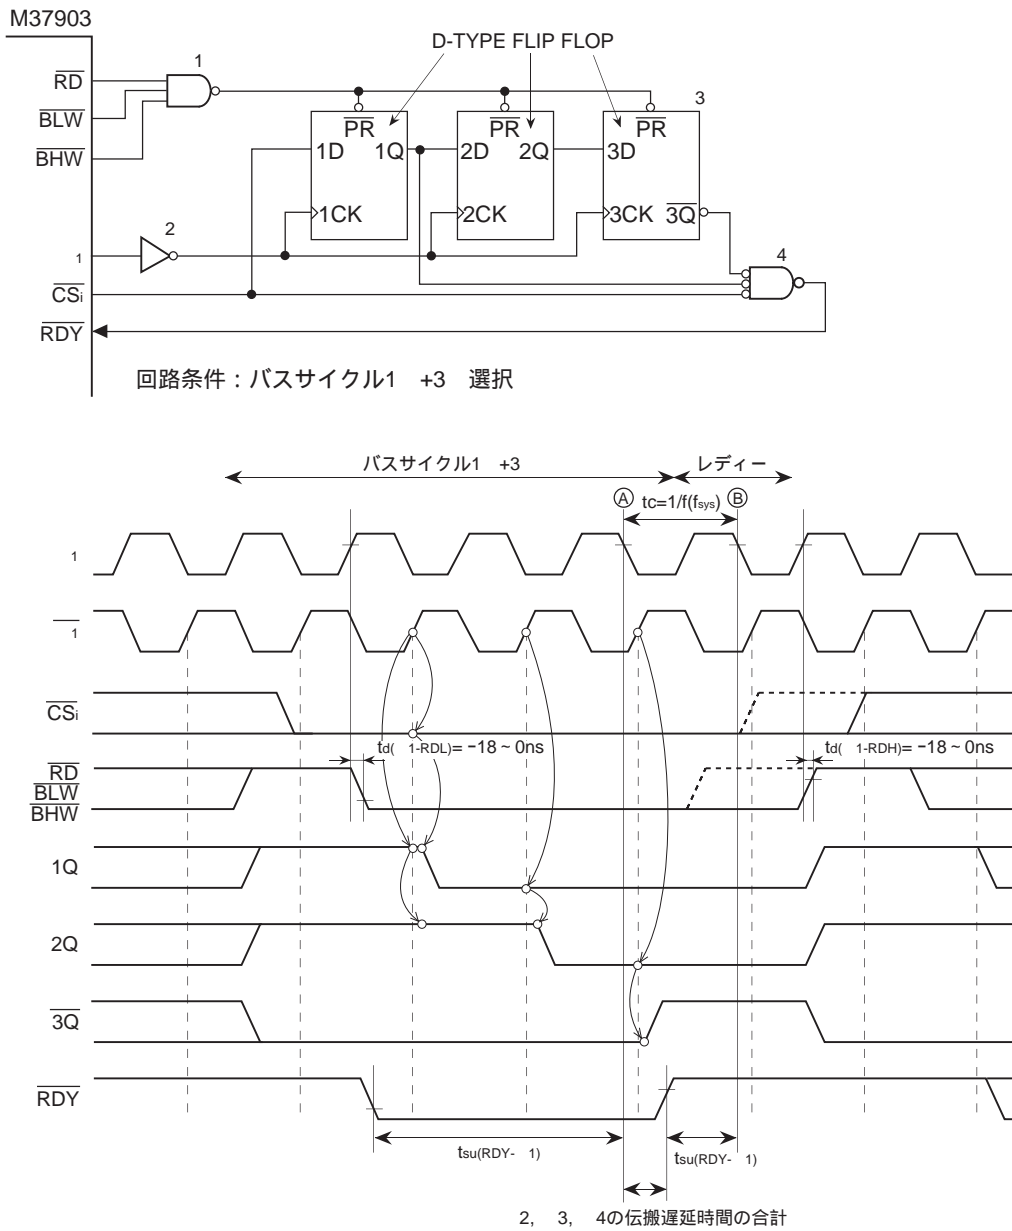 M37903
D-TYPE FLIP FLOP
1
3
RD
BLW
BHW
PR
PR
PR
1D 1Q
2D 2Q
3D
1CK
2CK
3CK 3Q
2
4
1
CSi
RDY
回路条件：バスサイクル1 +3 選択
バスサイクル1 +3
レディー
A tc=1/f(fsys) B
1
1
CSi
td( 1-RDL)= −18 ~ 0ns
td( 1-RDH)= −18 ~ 0ns
RD
BLW
BHW
1Q
2Q
3Q
RDY
tsu(RDY- 1)
tsu(RDY- 1)
2, 3, 4の伝搬遅延時間の合計